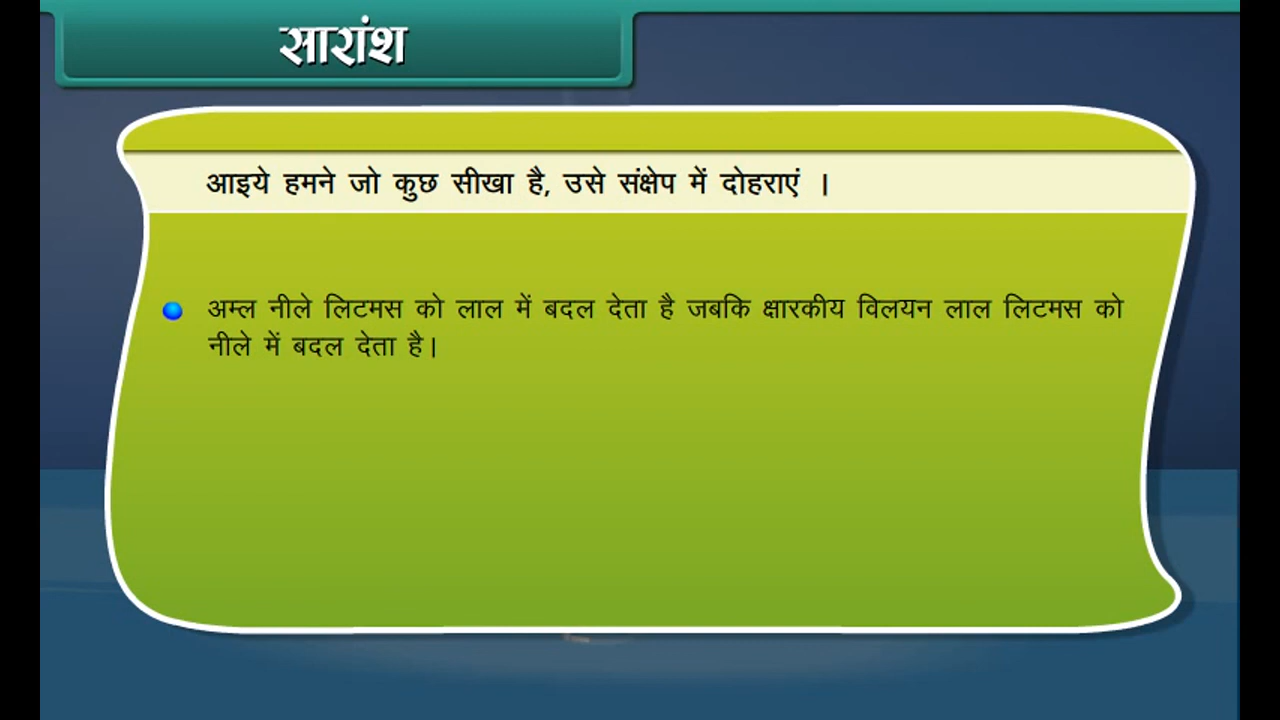 सारांश
आइये हमने जो कुछ सीखा है, उसे संक्षेप में दोहराएं ।
अम्ल नीले लिटमस को लाल में बदल देता है जबकि क्षारकीय विलयन लाल लिटमस को
नीले में बदल देता है।